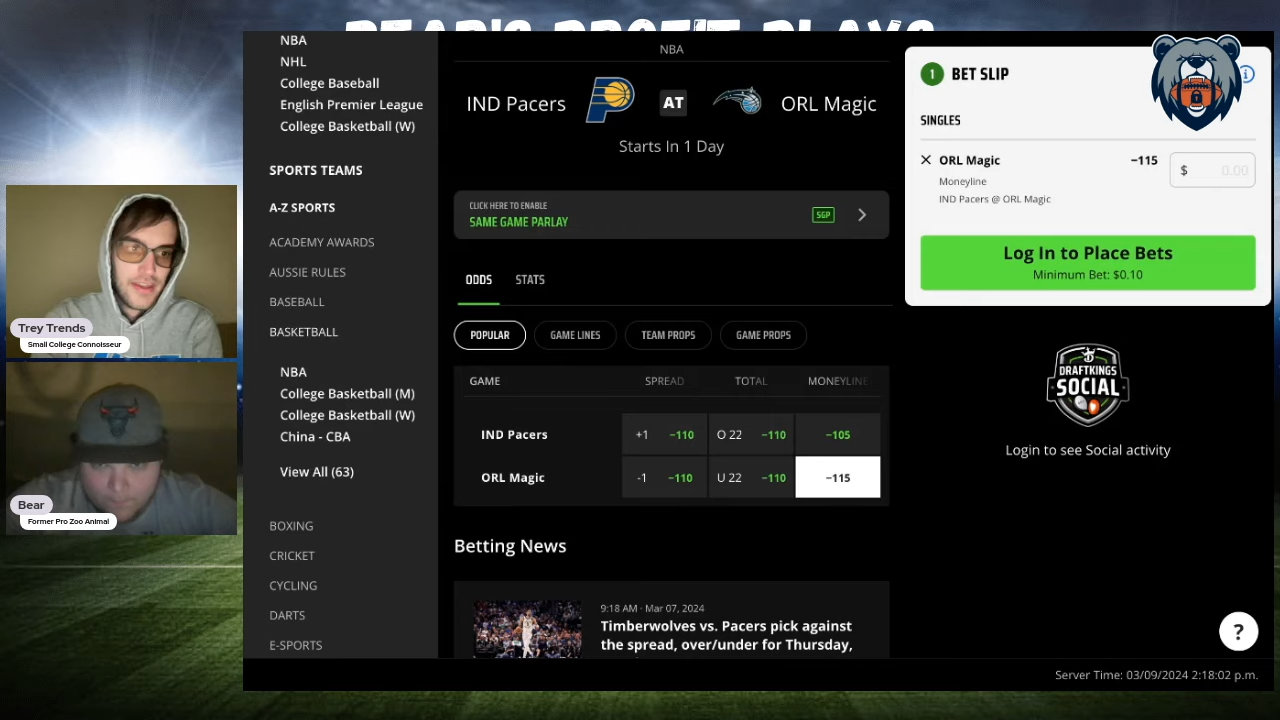 BEAR'S PROFIT PLAYS
NBA
NHL
College Baseball
English Premier League
College Basketball (W)
SPORTS TEAMS
A-Z SPORTS
ACADEMY AWARDS
AUSSIE RULES
BASEBALL
BASKETBALL
NBA
College Basketball (M)
College Basketball (W)
China - CBA
View All (63)
BOXING
CRICKET
CYCLING
DARTS
E-SPORTS
Trey Trends
Small College Connoisseur
Bear
Former Pro Zoo Animal
NBA
IND Pacers AT ORL Magic
Starts In 1 Day
CLICK HERE TO ENABLE
SAME GAME PARLAY SGP
ODDS STATS
POPULAR GAME LINES TEAM PROPS GAME PROPS
GAME SPREAD TOTAL MONEYLINE
IND Pacers +1 −110 O 22 −110 −105
ORL Magic -1 −110 U 22 −110 −115
Betting News
9:18 AM · Mar 07, 2024
Timberwolves vs. Pacers pick against
the spread, over/under for Thursday,
1 BET SLIP
SINGLES
ORL Magic −115 $ 0.00
Moneyline
IND Pacers @ ORL Magic
Log In to Place Bets
Minimum Bet: $0.10
DRAFTKINGS
SOCIAL
Login to see Social activity
?
Server Time: 03/09/2024 2:18:02 p.m.